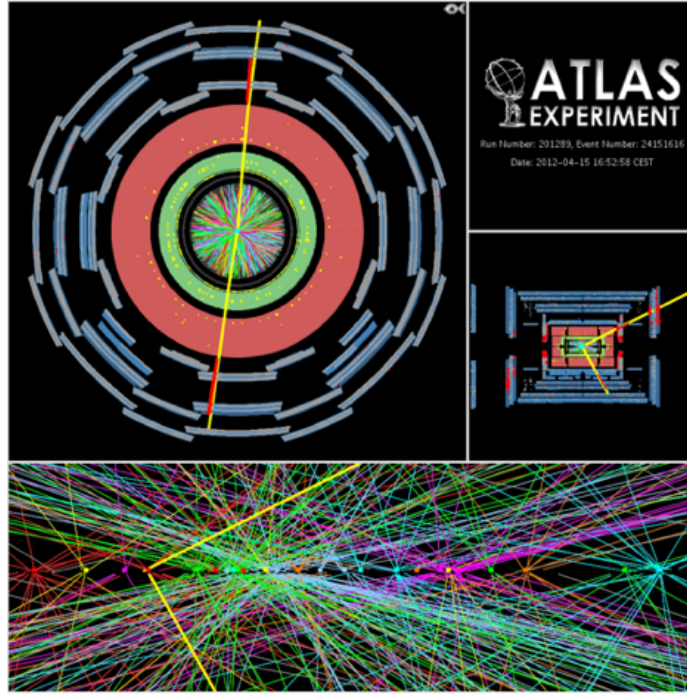 ATLAS
EXPERIMENT
Run Number: 201289, Event Number: 24151616
Date: 2012-04-15 16:52:58 CEST